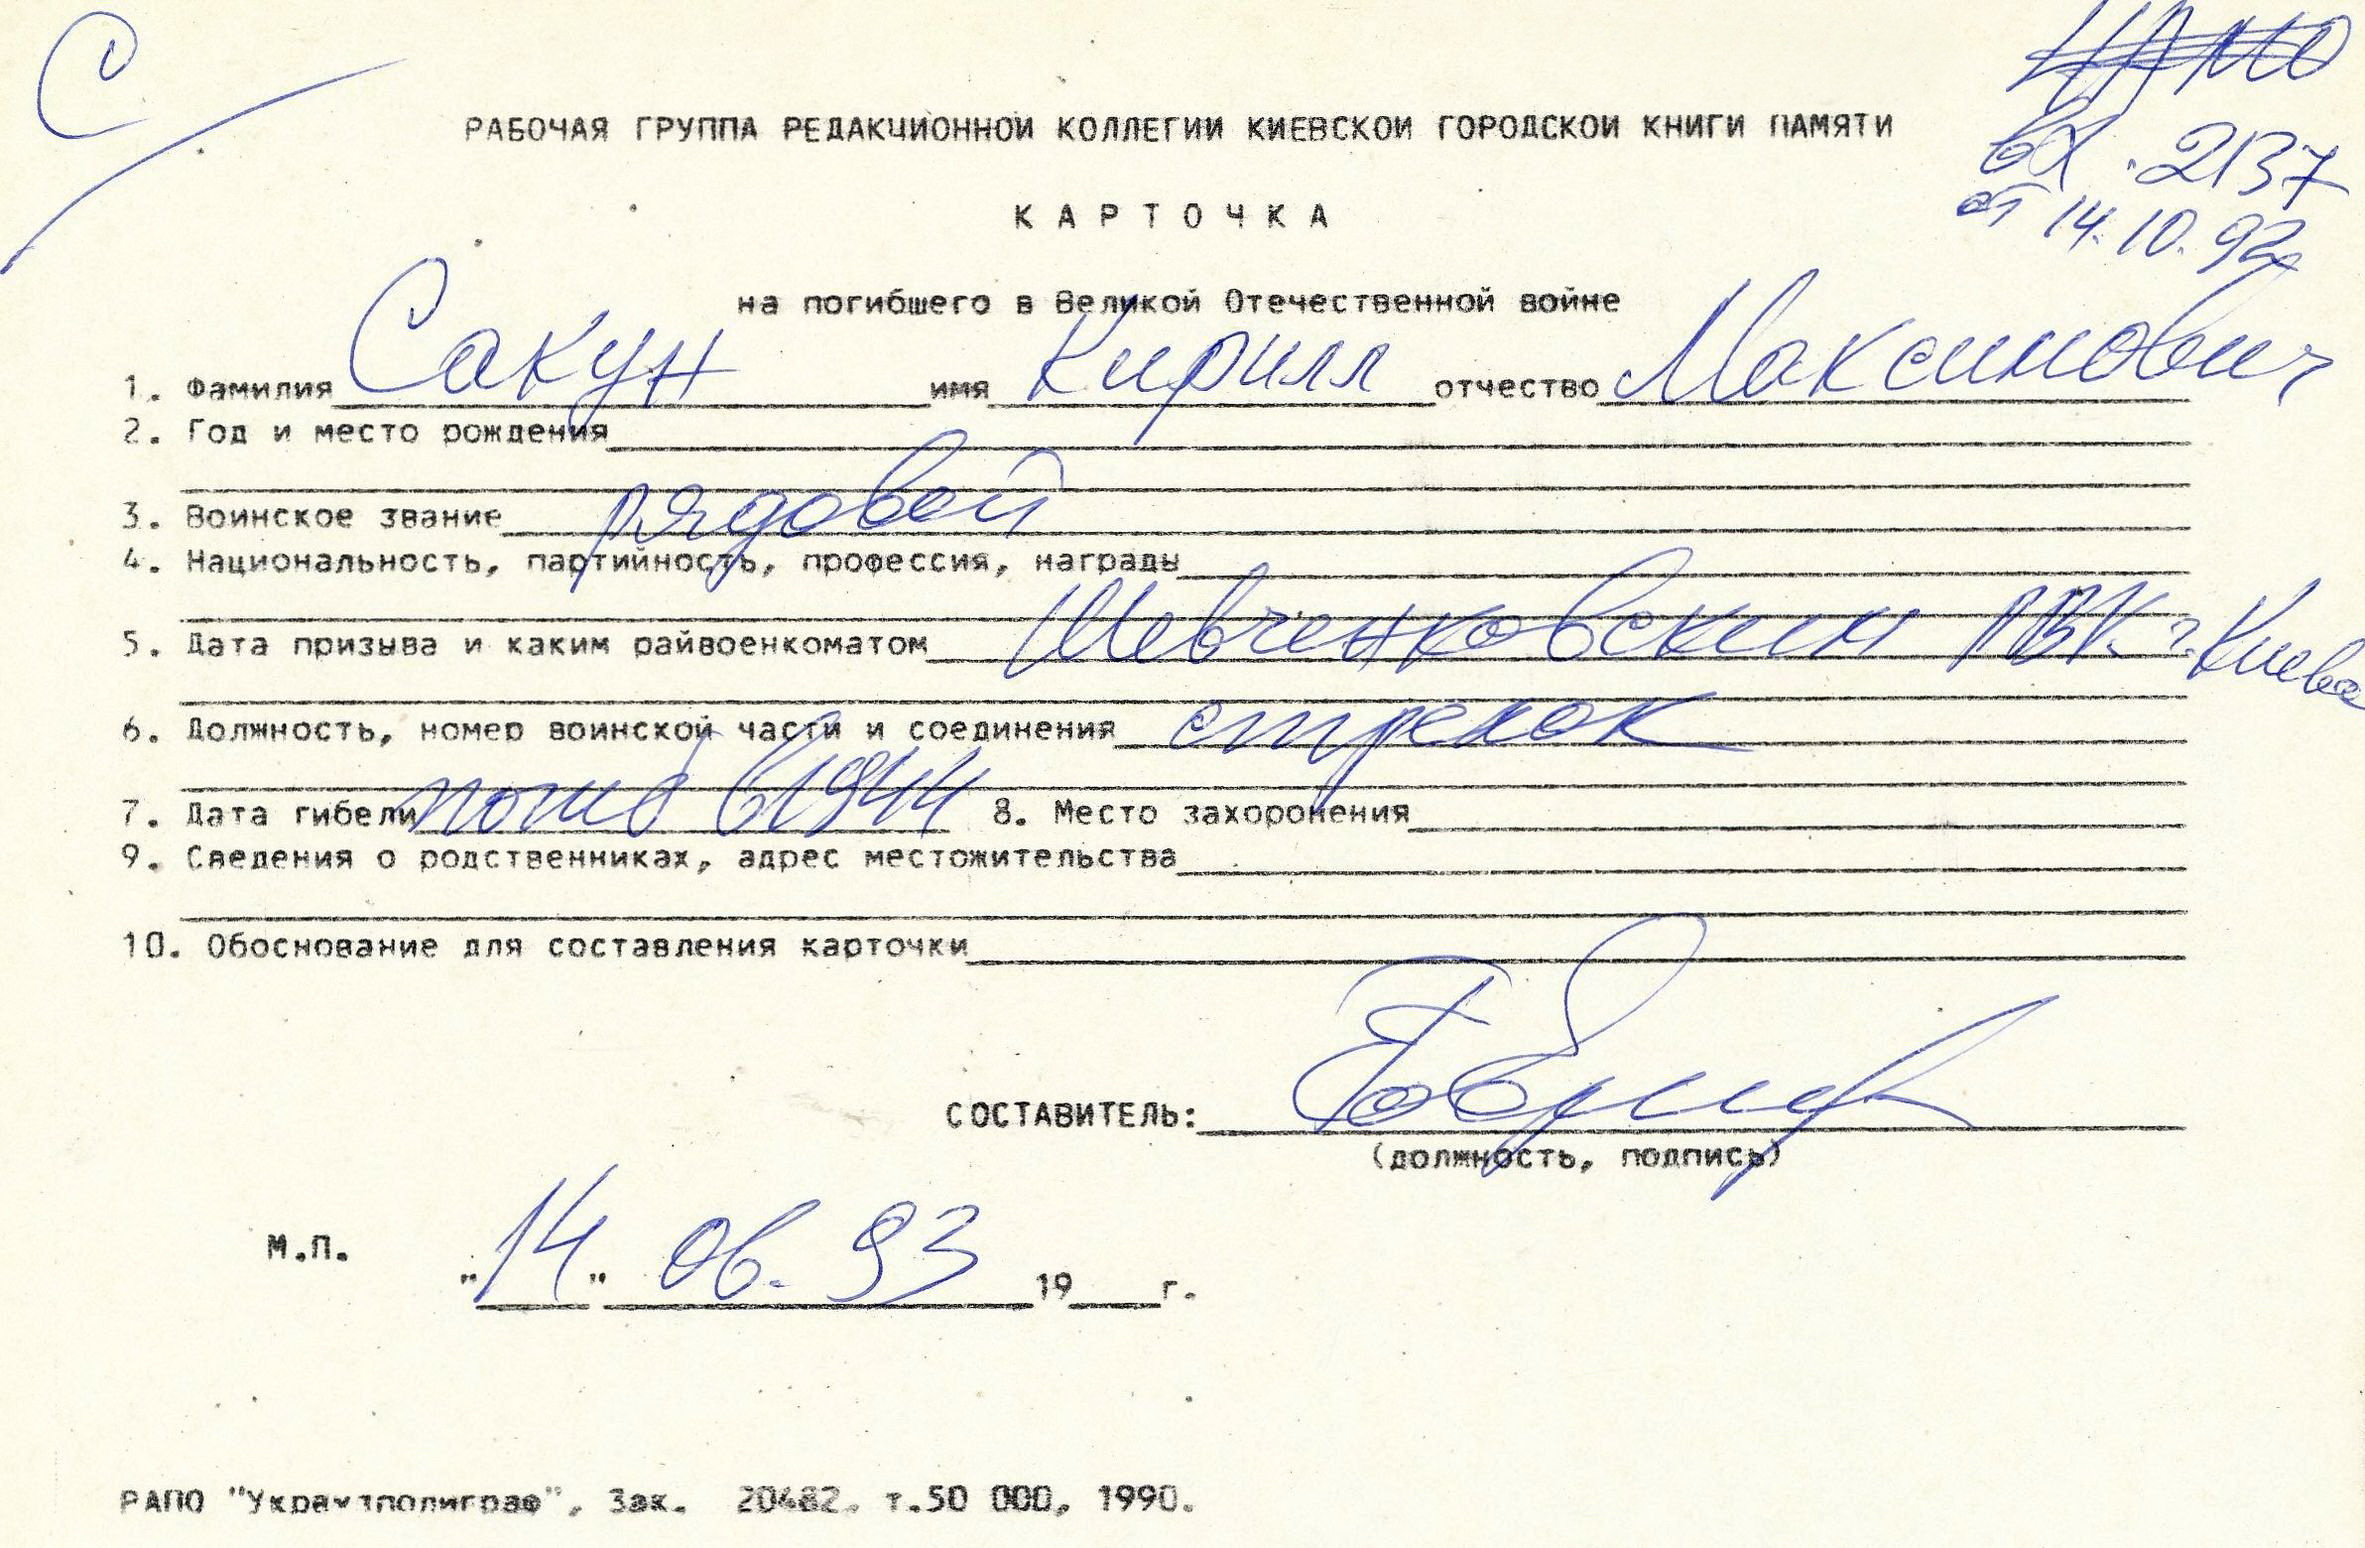 С
ЦАМО
вх. 2137
от 14.10.92
РАБОЧАЯ ГРУППА РЕДАКЦИОННОЙ КОЛЛЕГИИ КИЕВСКОЙ ГОРОДСКОЙ КНИГИ ПАМЯТИ
КАРТОЧКА
на погибшего в Великой Отечественной войне
1. Фамилия Сакун имя Кирилл отчество Максимович
2. Год и место рождения
3. Воинское звание рядовой
4. Национальность, партийность, профессия, награды
5. Дата призыва и каким райвоенкоматом Шевченковским РВК г. Киева
6. Должность, номер воинской части и соединения стрелок
7. Дата гибели погиб в 1944 8. Место захоронения
9. Сведения о родственниках, адрес местожительства
10. Обоснование для составления карточки
СОСТАВИТЕЛЬ:
(должность, подпись)
М.П. "14" 06. 93 19 г.
РАПО "Укрвузполиграф", Зак. 20482, т.50 000, 1990.